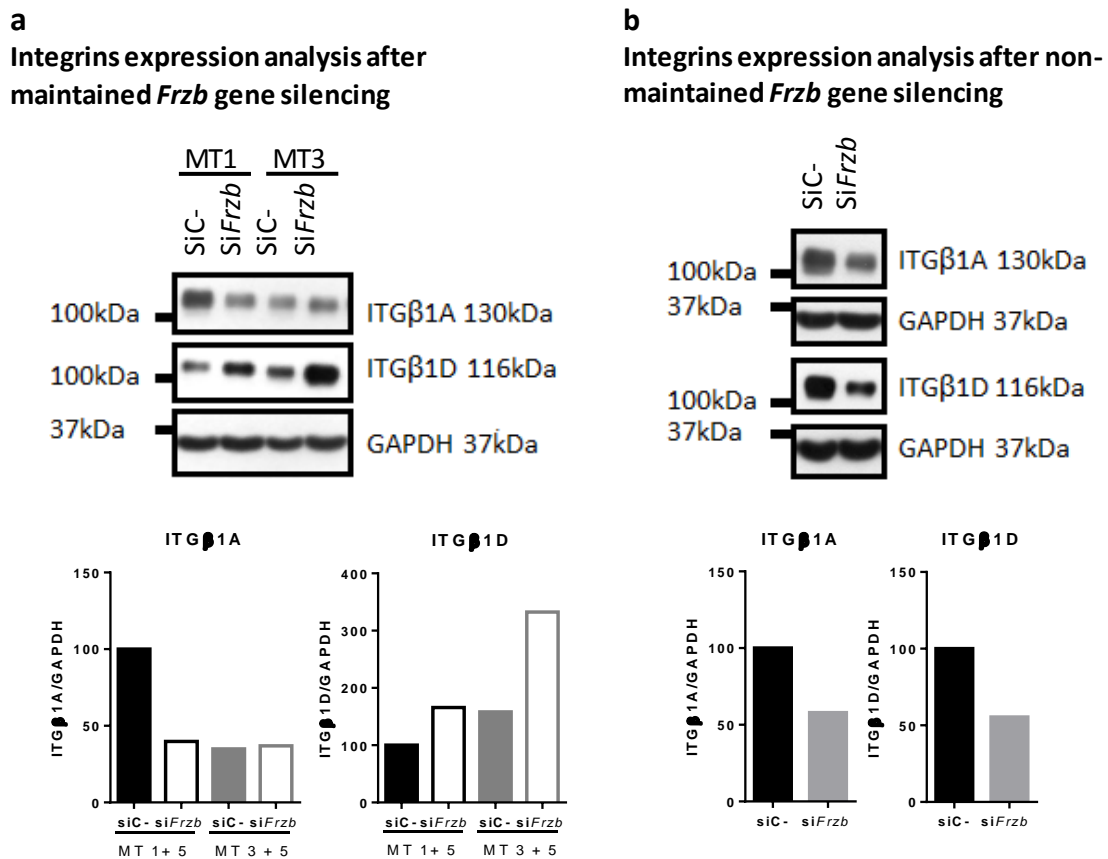 a
Integrins expression analysis after
maintained Frzb gene silencing
MT1 MT3
SiC- SiFrzb SiC- SiFrzb
100kDa ITGβ1A 130kDa
100kDa ITGβ1D 116kDa
37kDa GAPDH 37kDa
ITGβ1A
ITGβ1A/GAPDH
150
100
50
0
siC- siFrzb siC- siFrzb
MT 1+ 5 MT 3 + 5
ITGβ1D
ITGβ1D/GAPDH
400
300
200
100
0
siC- siFrzb siC- siFrzb
MT 1+ 5 MT 3 + 5
b
Integrins expression analysis after non-
maintained Frzb gene silencing
SiC- SiFrzb
100kDa ITGβ1A 130kDa
37kDa GAPDH 37kDa
100kDa ITGβ1D 116kDa
37kDa GAPDH 37kDa
ITGβ1A
ITGβ1A/GAPDH
150
100
50
0
siC- siFrzb
ITGβ1D
ITGβ1D/GAPDH
150
100
50
0
siC- siFrzb